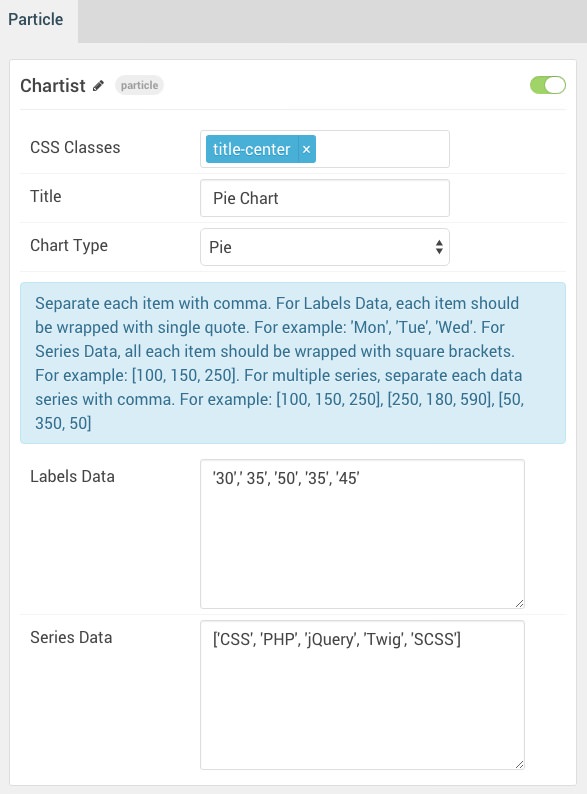 Particle
Chartist particle
CSS Classes title-center ×
Title Pie Chart
Chart Type Pie
Separate each item with comma. For Labels Data, each item should
be wrapped with single quote. For example: 'Mon', 'Tue', 'Wed'. For
Series Data, all each item should be wrapped with square brackets.
For example: [100, 150, 250]. For multiple series, separate each data
series with comma. For example: [100, 150, 250], [250, 180, 590], [50,
350, 50]
Labels Data '30',' 35', '50', '35', '45'
Series Data ['CSS', 'PHP', 'jQuery', 'Twig', 'SCSS']